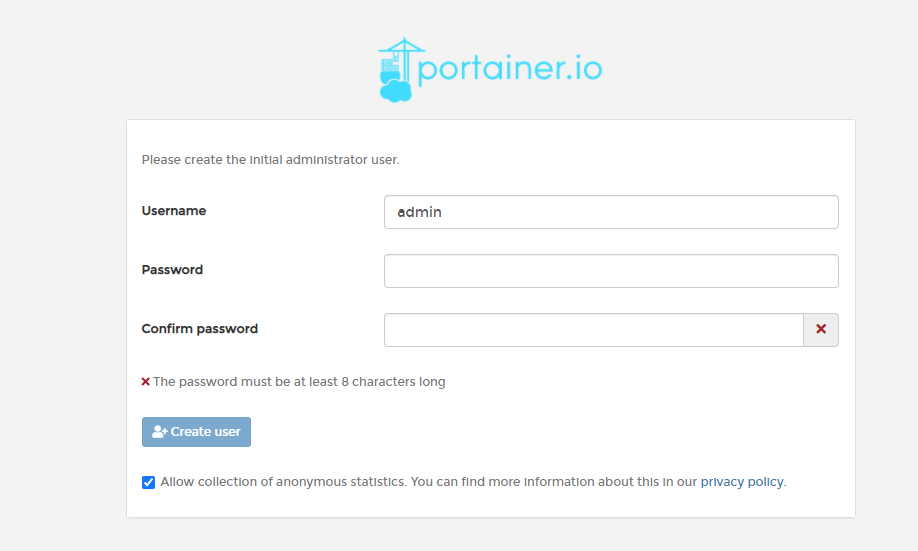 portainer.io
Please create the initial administrator user.
Username
admin
Password
Confirm password
The password must be at least 8 characters long
Create user
Allow collection of anonymous statistics. You can find more information about this in our privacy policy.